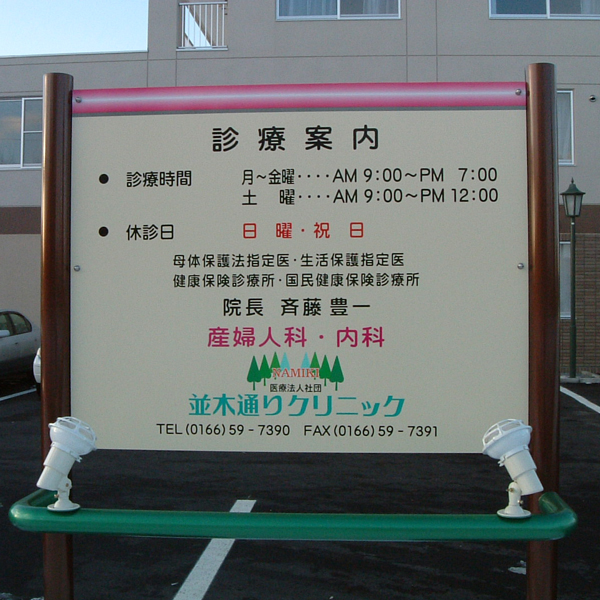 診療案内
● 診療時間 月～金曜････AM 9:00～PM 7:00
土 曜････AM 9:00～PM 12:00
● 休診日 日 曜・祝 日
母体保護法指定医・生活保護指定医
健康保険診療所・国民健康保険診療所
院長 斉藤豊一
産婦人科・内科
NAMIKI
医療法人社団
並木通りクリニック
TEL(0166)59-7390 FAX(0166)59-7391